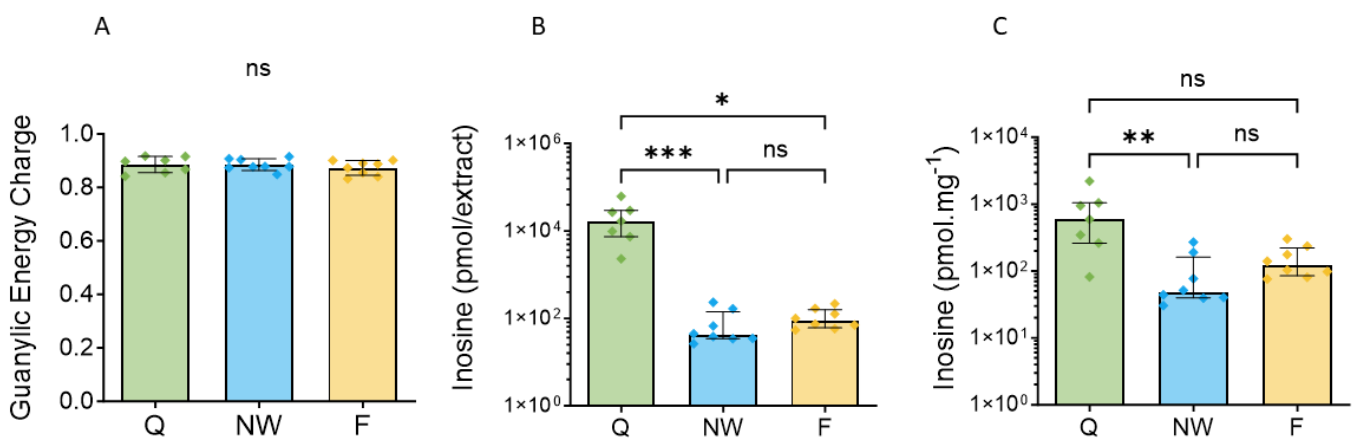 A
ns
Guanylic Energy Charge
1.0
0.8
0.6
0.4
0.2
0.0
Q NW F
B
*
*** ns
Inosine (pmol/extract)
1×10⁶
1×10⁴
1×10²
1×10⁰
Q NW F
C
ns
** ns
Inosine (pmol.mg⁻¹)
1×10⁴
1×10³
1×10²
1×10¹
1×10⁰
Q NW F